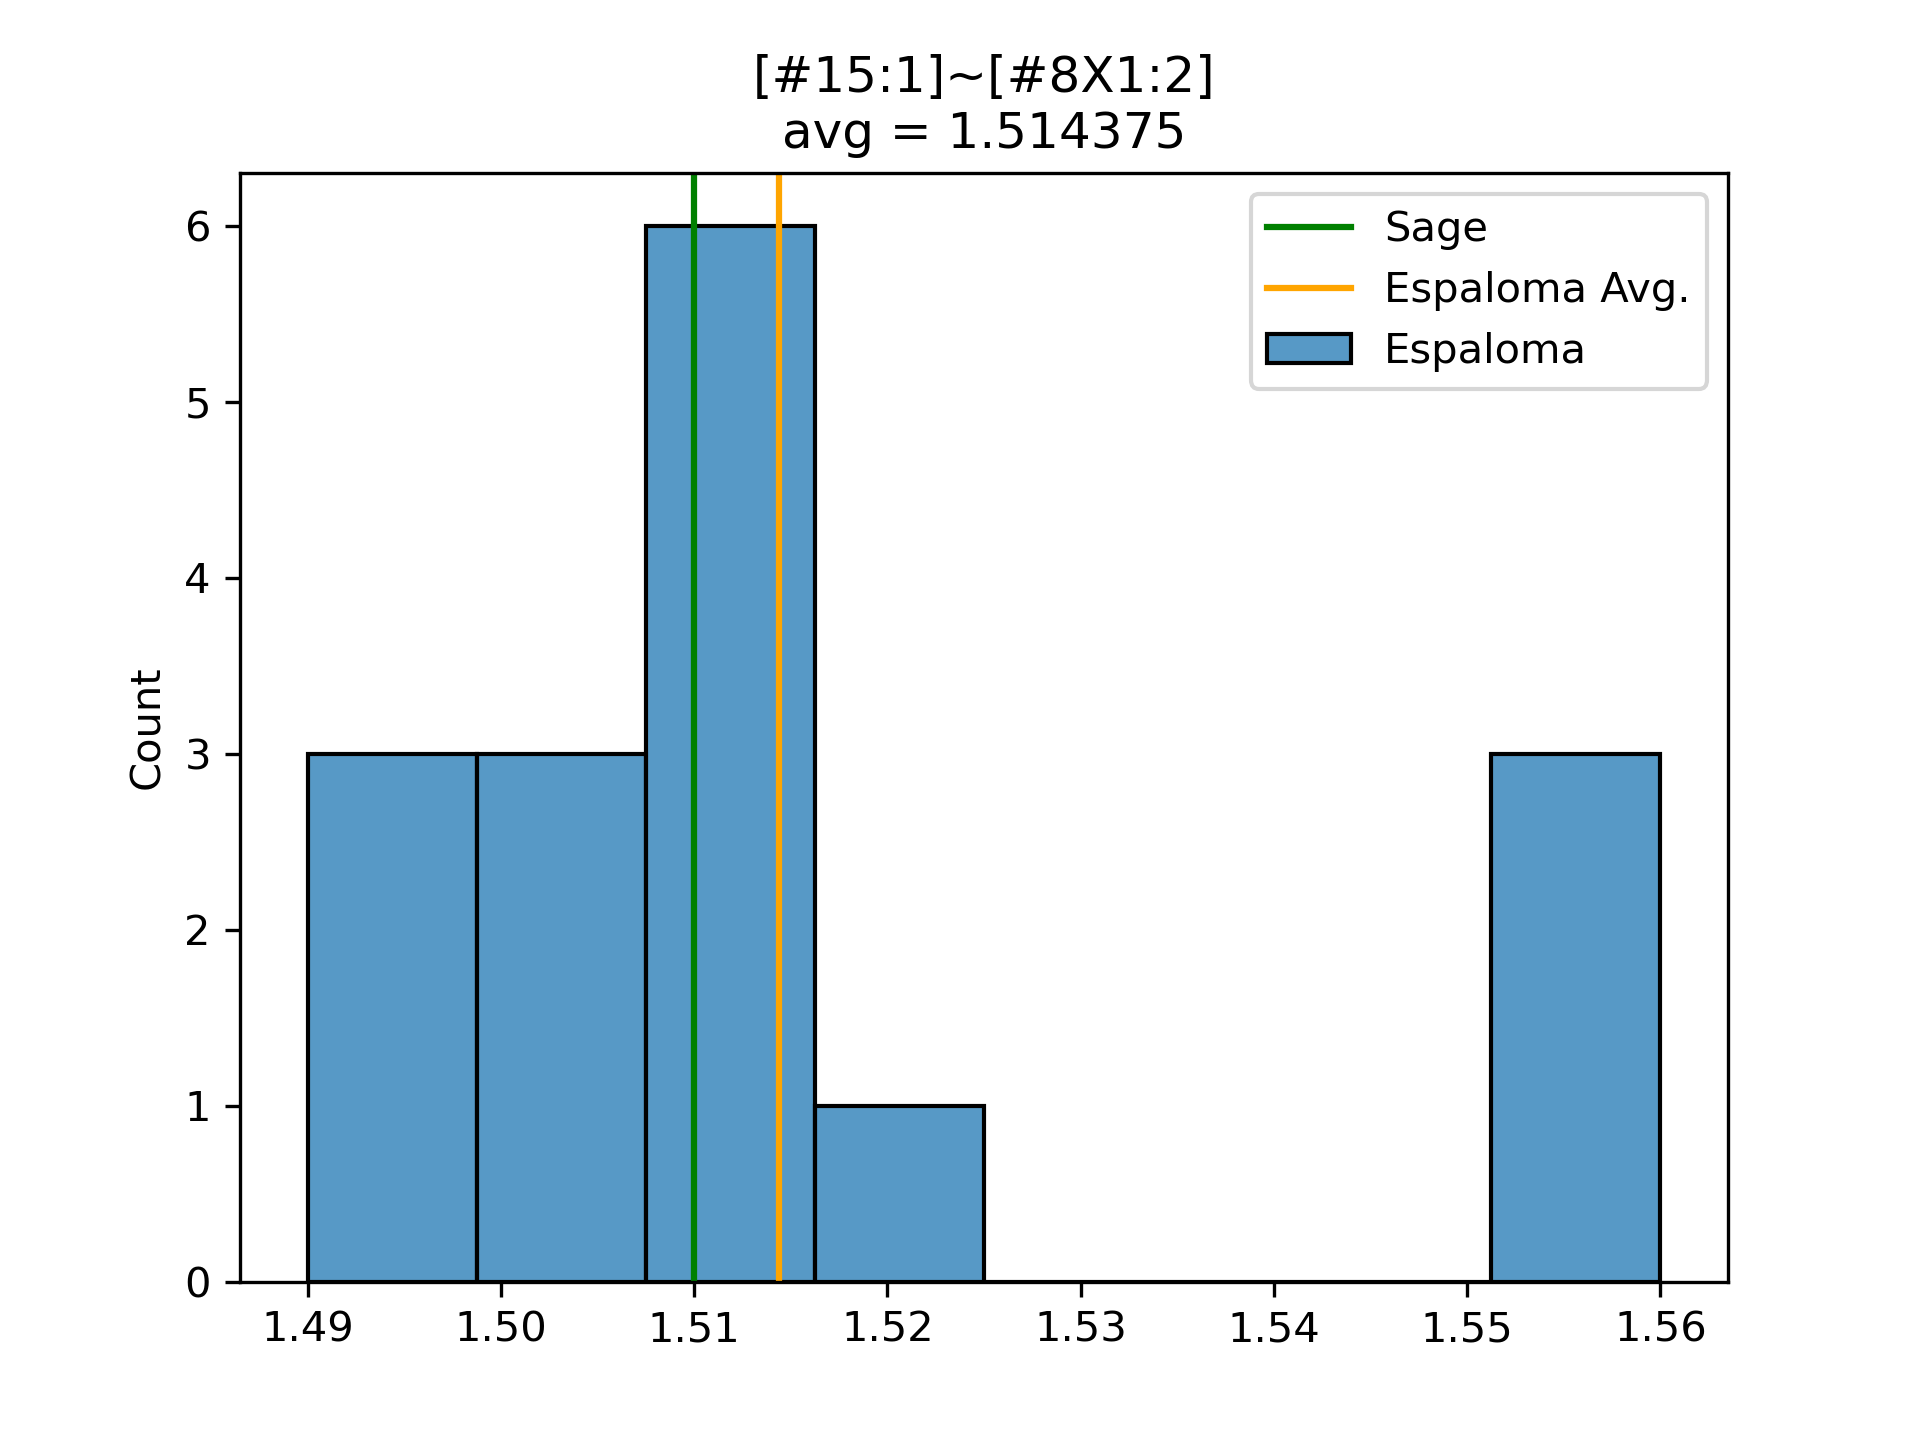 [#15:1]~[#8X1:2]
avg = 1.514375
Sage
Espaloma Avg.
Espaloma
Count
6
5
4
3
2
1
0
1.49 1.50 1.51 1.52 1.53 1.54 1.55 1.56